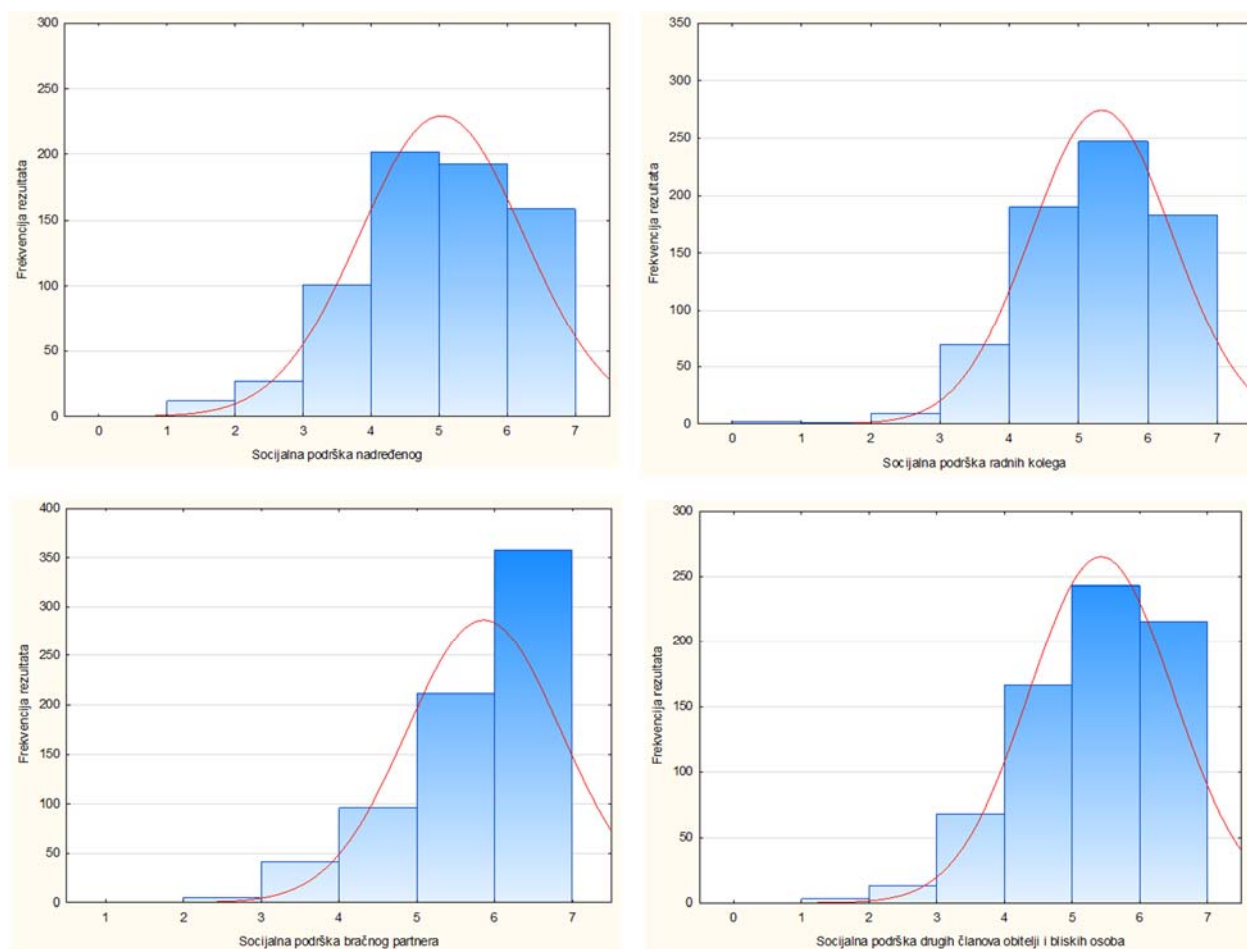 300
250
200
150
100
50
0
Frekvencija rezultata
0 1 2 3 4 5 6 7
Socijalna podrška nadređenog
350
300
250
200
150
100
50
0
Frekvencija rezultata
0 1 2 3 4 5 6 7
Socijalna podrška radnih kolega
400
350
300
250
200
150
100
50
0
Frekvencija rezultata
1 2 3 4 5 6 7
Socijalna podrška bračnog partnera
300
250
200
150
100
50
0
Frekvencija rezultata
0 1 2 3 4 5 6 7
Socijalna podrška drugih članova obitelji i bliskih osoba